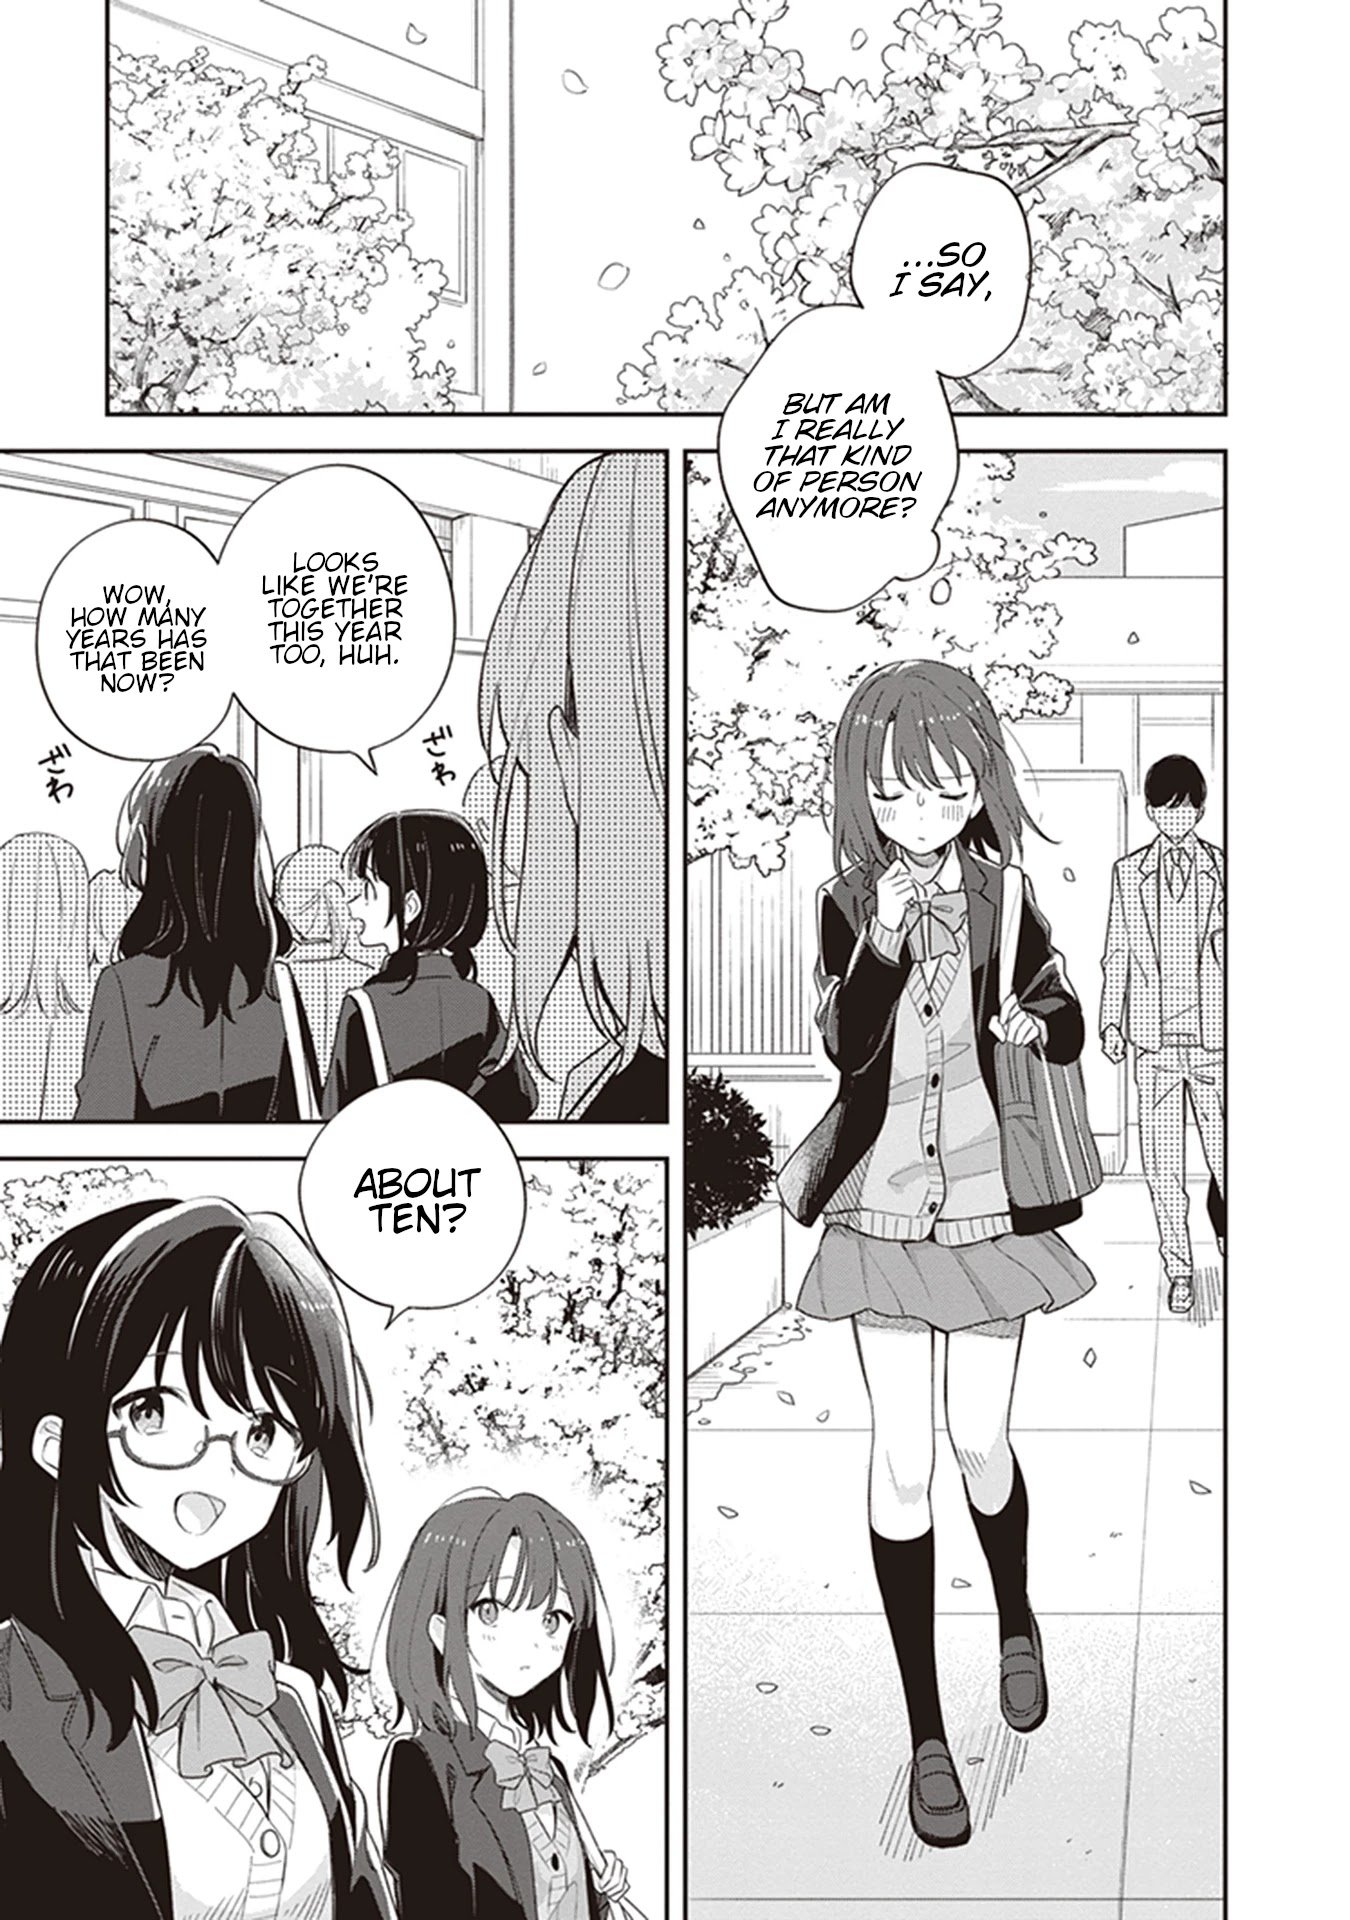 ...SO
I SAY,
BUT AM
I REALLY
THAT KIND
OF PERSON
ANYMORE?
LOOKS
LIKE WE'RE
TOGETHER
THIS YEAR
TOO, HUH.
WOW,
HOW MANY
YEARS HAS
THAT BEEN
NOW?
ざわ
ざわ
ABOUT
TEN?